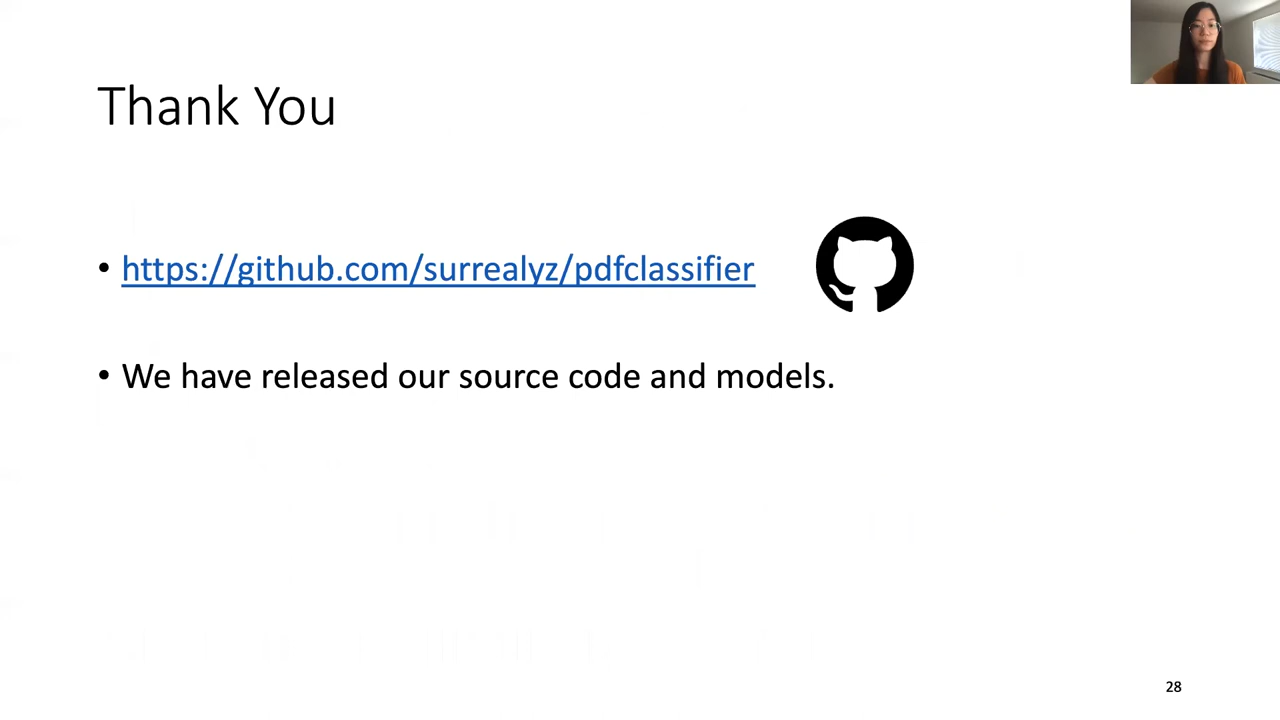 Thank You
• https://github.com/surrealyz/pdfclassifier
• We have released our source code and models.
28